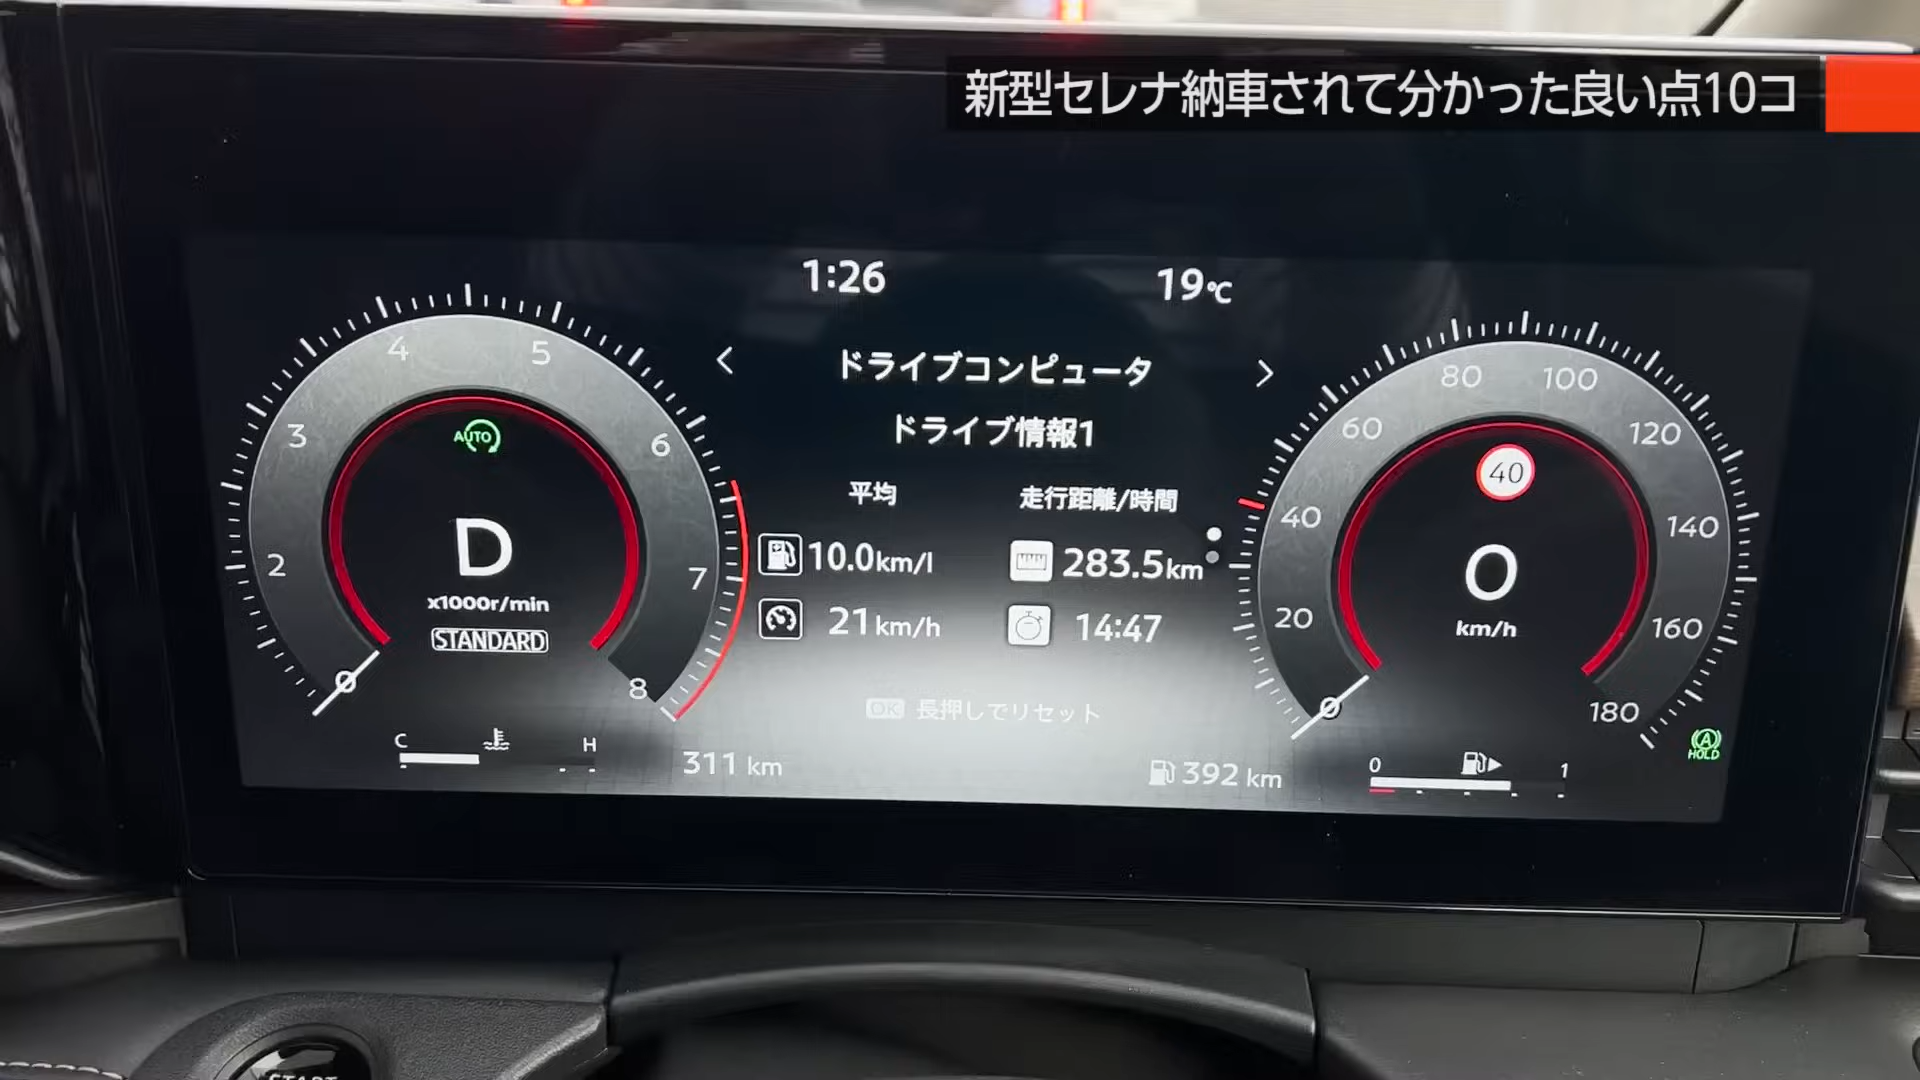 新型セレナ納車されて分かった良い点10コ
1:26
19℃
ドライブコンピュータ
ドライブ情報1
平均
走行距離/時間
10.0km/l
283.5km
21km/h
14:47
OK 長押しでリセット
311 km
392 km
AUTO
D
x1000r/min
STANDARD
0
2
3
4
5
6
7
8
C
H
40
0
km/h
0
20
40
60
80
100
120
140
160
180
0
1
A
HOLD
START